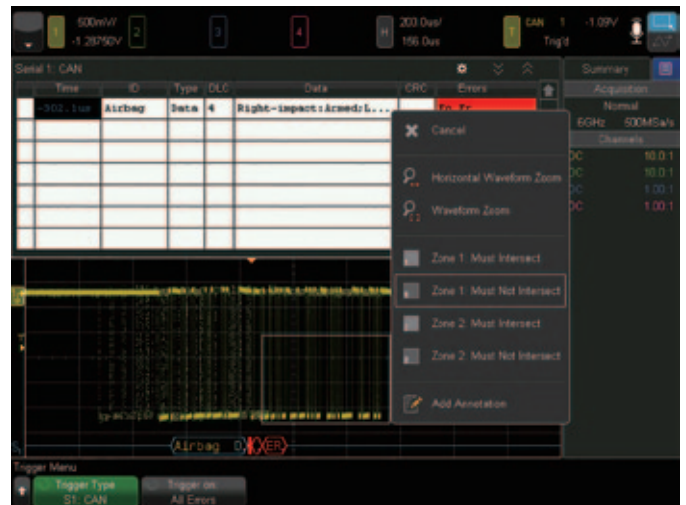 1 500mV/ 2 3 4 H 203.0us/ T CAN 1 -1.09V
-1.28750V 156.0us Trig'd
Serial 1: CAN Summary
Time ID Type DLC Data CRC Errors Acquisition
-302.1us Airbag Data 4 Right-impact:Armed:L... Fo Fr Normal
6GHz 500MSa/s
Cancel Channels
DC 10.0:1
Horizontal Waveform Zoom DC 10.0:1
DC 1.00:1
Waveform Zoom DC 1.00:1
Zone 1: Must Intersect
Zone 1: Must Not Intersect
Zone 2: Must Intersect
Zone 2: Must Not Intersect
Add Annotation
Airbag D ER
Trigger Menu
Trigger Type Trigger on:
S1: CAN All Errors